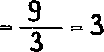 = 9/3 = 3